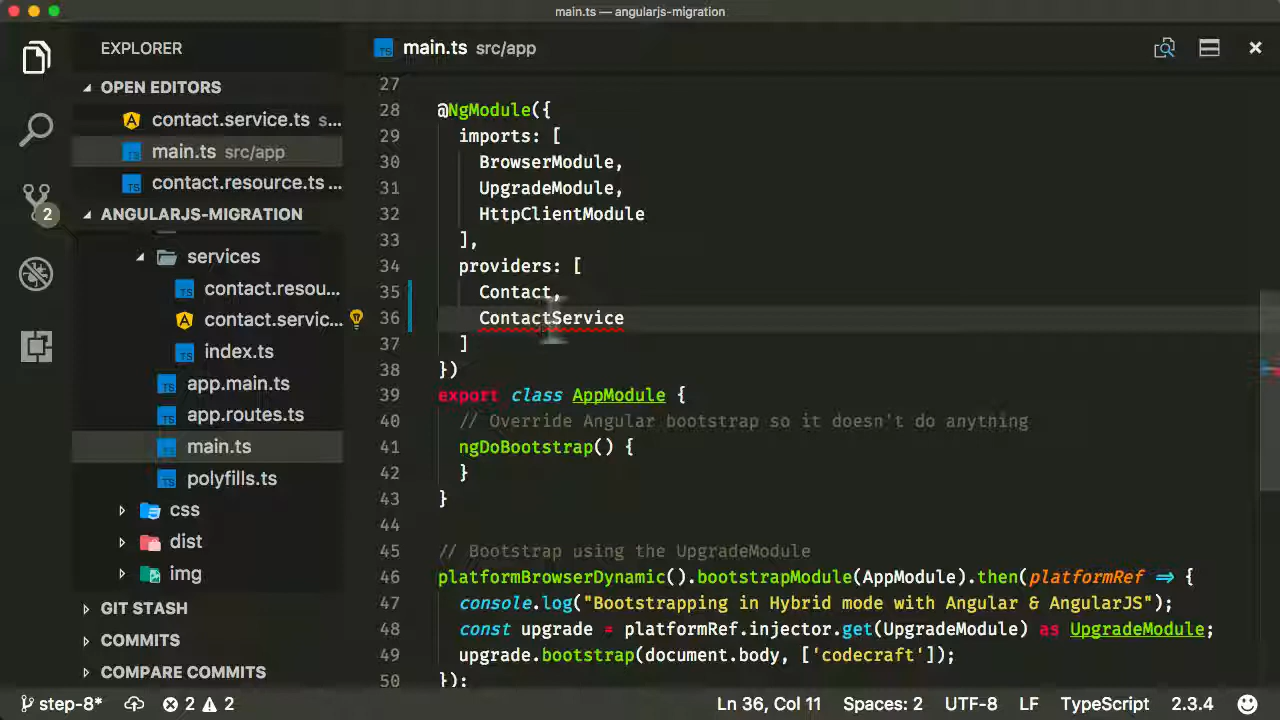 main.ts — angularjs-migration
EXPLORER
OPEN EDITORS
contact.service.ts s...
main.ts src/app
contact.resource.ts ...
2
ANGULARJS-MIGRATION
services
contact.resou...
contact.servic...
index.ts
app.main.ts
app.routes.ts
main.ts
polyfills.ts
css
dist
img
GIT STASH
COMMITS
COMPARE COMMITS
main.ts src/app
27
28 @NgModule({
29 imports: [
30 BrowserModule,
31 UpgradeModule,
32 HttpClientModule
33 ],
34 providers: [
35 Contact,
36 ContactService
37 ]
38 })
39 export class AppModule {
40 // Override Angular bootstrap so it doesn't do anything
41 ngDoBootstrap() {
42 }
43 }
44
45 // Bootstrap using the UpgradeModule
46 platformBrowserDynamic().bootstrapModule(AppModule).then(platformRef => {
47 console.log("Bootstrapping in Hybrid mode with Angular & AngularJS");
48 const upgrade = platformRef.injector.get(UpgradeModule) as UpgradeModule;
49 upgrade.bootstrap(document.body, ['codecraft']);
50 });
step-8* 2 2 Ln 36, Col 11 Spaces: 2 UTF-8 LF TypeScript 2.3.4